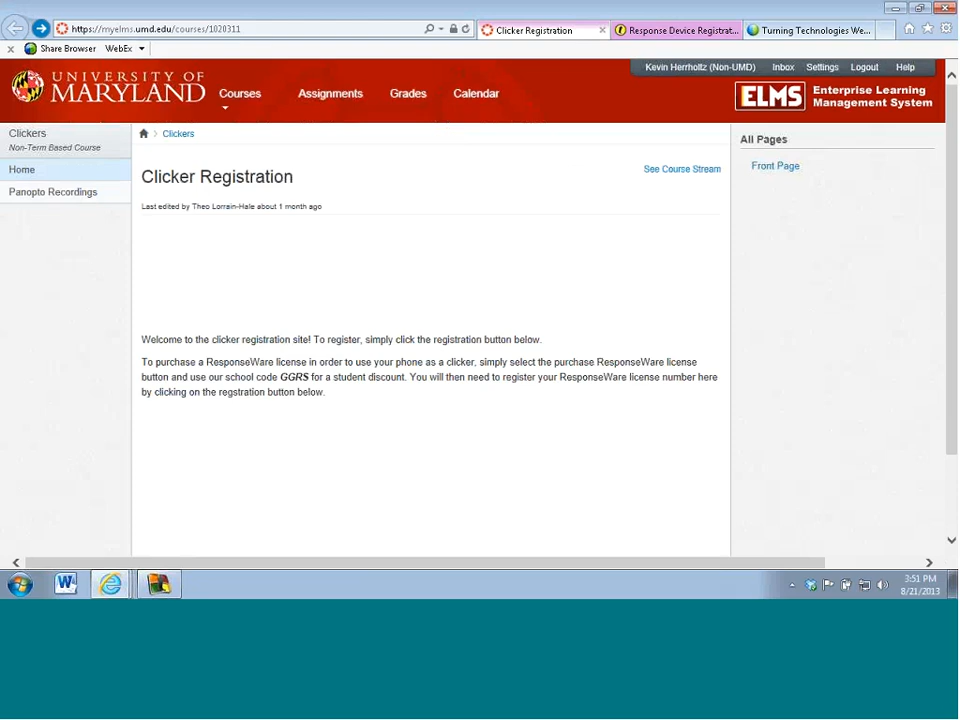 https://myelms.umd.edu/courses/1020311
Clicker Registration
Response Device Registrat...
Turning Technologies We...
x Share Browser WebEx
Kevin Herrholtz (Non-UMD) Inbox Settings Logout Help
UNIVERSITY OF
MARYLAND
Courses Assignments Grades Calendar
ELMS
Enterprise Learning
Management System
Clickers
Non-Term Based Course
Home
Panopto Recordings
Clickers
All Pages
Front Page
See Course Stream
Clicker Registration
Last edited by Theo Lorrain-Hale about 1 month ago
Welcome to the clicker registration site! To register, simply click the registration button below.
To purchase a ResponseWare license in order to use your phone as a clicker, simply select the purchase ResponseWare license
button and use our school code GGRS for a student discount. You will then need to register your ResponseWare license number here
by clicking on the regstration button below.
3:51 PM
8/21/2013